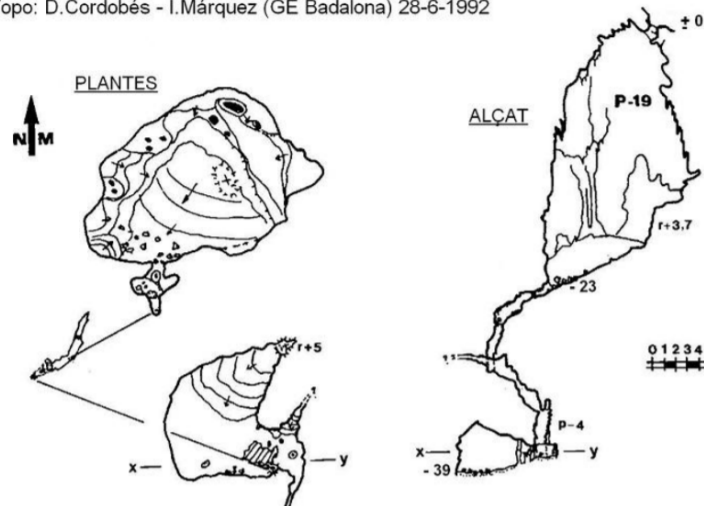 Topo: D.Cordobés - I.Márquez (GE Badalona) 28-6-1992
± 0
PLANTES
ALÇAT
P-19
N M
r+3.7
- 23
r+5
0 1 2 3 4
P-4
x — — y
x — — y
- 39